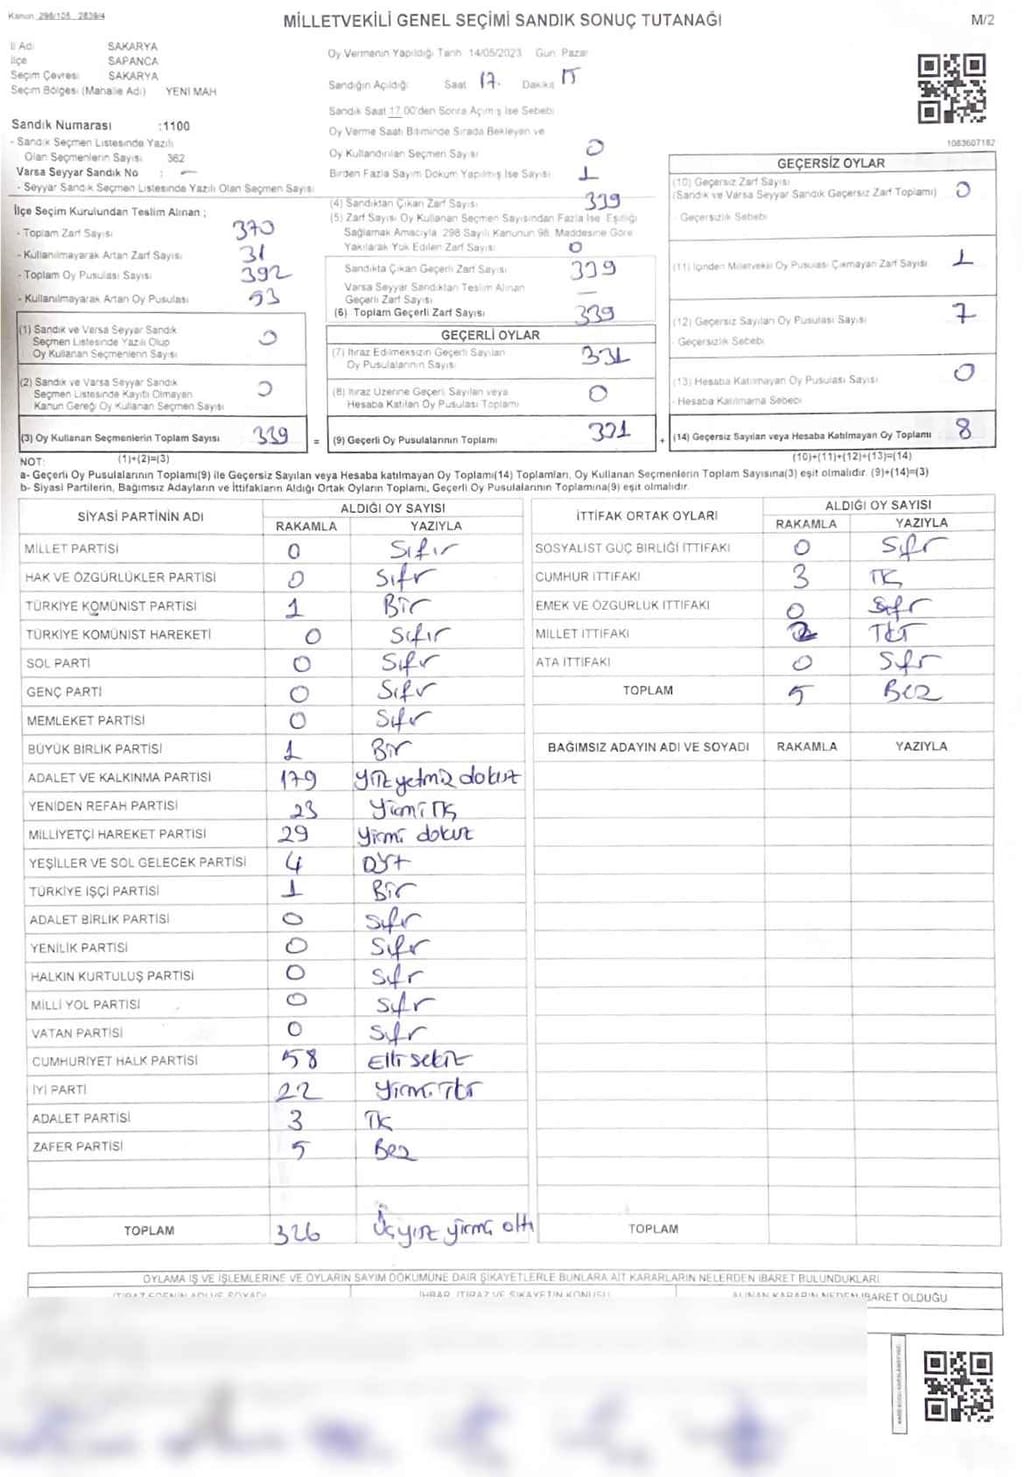 Kanun 298/105 2839/4
MİLLETVEKİLİ GENEL SEÇİMİ SANDIK SONUÇ TUTANAĞI
M/2
İl Adı SAKARYA
İlçe SAPANCA
Seçim Çevresi SAKARYA
Seçim Bölgesi (Mahalle Adı) YENİ MAH
Oy Vermenin Yapıldığı Tarih 14/05/2023 Gün Pazar
Sandığın Açıldığı Saat 17 Dakika 15
Sandık Saat 17.00'den Sonra Açılmış İse Sebebi
Sandık Numarası :1100
- Sandık Seçmen Listesinde Yazılı
Olan Seçmenlerin Sayısı 362
Varsa Seyyar Sandık No : -
- Seyyar Sandık Seçmen Listesinde Yazılı Olan Seçmen Sayısı
Oy Verme Saati Bitiminde Sırada Bekleyen ve
Oy Kullandırılan Seçmen Sayısı 0
Birden Fazla Sayım Döküm Yapılmış İse Sayısı 1
1083607182
İlçe Seçim Kurulundan Teslim Alınan ;
- Toplam Zarf Sayısı 370
- Kullanılmayarak Artan Zarf Sayısı 31
- Toplam Oy Pusulası Sayısı 392
- Kullanılmayarak Artan Oy Pusulası 53
(4) Sandıktan Çıkan Zarf Sayısı 339
(5) Zarf Sayısı Oy Kullanan Seçmen Sayısından Fazla İse, Eşitliği
Sağlamak Amacıyla 298 Sayılı Kanunun 98. Maddesine Göre
Yakılarak Yok Edilen Zarf Sayısı 0
Sandıkta Çıkan Geçerli Zarf Sayısı 339
Varsa Seyyar Sandıktan Teslim Alınan
Geçerli Zarf Sayısı —
(6) Toplam Geçerli Zarf Sayısı 339
GEÇERSİZ OYLAR
(10) Geçersiz Zarf Sayısı
(Sandık ve Varsa Seyyar Sandık Geçersiz Zarf Toplamı) 0
- Geçersizlik Sebebi
(11) İçinden Milletvekili Oy Pusulası Çıkmayan Zarf Sayısı 1
(12) Geçersiz Sayılan Oy Pusulası Sayısı 7
- Geçersizlik Sebebi
(13) Hesaba Katılmayan Oy Pusulası Sayısı 0
- Hesaba Katılmama Sebebi
(1) Sandık ve Varsa Seyyar Sandık
Seçmen Listesinde Yazılı Olup
Oy Kullanan Seçmenlerin Sayısı 0
(2) Sandık ve Varsa Seyyar Sandık
Seçmen Listesinde Kayıtlı Olmayan
Kanun Gereği Oy Kullanan Seçmen Sayısı 0
GEÇERLİ OYLAR
(7) İtiraz Edilmeksizin Geçerli Sayılan
Oy Pusulalarının Sayısı 331
(8) İtiraz Üzerine Geçerli Sayılan veya
Hesaba Katılan Oy Pusulası Toplamı 0
(3) Oy Kullanan Seçmenlerin Toplam Sayısı 339 = (9) Geçerli Oy Pusulalarının Toplamı 331 + (14) Geçersiz Sayılan veya Hesaba Katılmayan Oy Toplamı 8
NOT: (1)+(2)=(3) (10)+(11)+(12)+(13)=(14)
a- Geçerli Oy Pusulalarının Toplamı(9) ile Geçersiz Sayılan veya Hesaba katılmayan Oy Toplamı(14) Toplamları, Oy Kullanan Seçmenlerin Toplam Sayısına(3) eşit olmalıdır. (9)+(14)=(3)
b- Siyasi Partilerin, Bağımsız Adayların ve İttifakların Aldığı Ortak Oyların Toplamı, Geçerli Oy Pusulalarının Toplamına(9) eşit olmalıdır.
SİYASİ PARTİNİN ADI ALDIĞI OY SAYISI
RAKAMLA YAZIYLA
MİLLET PARTİSİ 0 Sıfır
HAK VE ÖZGÜRLÜKLER PARTİSİ 0 Sıfır
TÜRKİYE KOMÜNİST PARTİSİ 1 Bir
TÜRKİYE KOMÜNİST HAREKETİ 0 Sıfır
SOL PARTİ 0 Sıfır
GENÇ PARTİ 0 Sıfır
MEMLEKET PARTİSİ 0 Sıfır
BÜYÜK BİRLİK PARTİSİ 1 Bir
ADALET VE KALKINMA PARTİSİ 179 yüz yetmiş dokuz
YENİDEN REFAH PARTİSİ 23 Yirmi üç
MİLLİYETÇİ HAREKET PARTİSİ 29 yirmi dokuz
YEŞİLLER VE SOL GELECEK PARTİSİ 4 Dört
TÜRKİYE İŞÇİ PARTİSİ 1 Bir
ADALET BİRLİK PARTİSİ 0 Sıfır
YENİLİK PARTİSİ 0 Sıfır
HALKIN KURTULUŞ PARTİSİ 0 Sıfır
MİLLİ YOL PARTİSİ 0 Sıfır
VATAN PARTİSİ 0 Sıfır
CUMHURİYET HALK PARTİSİ 58 Elli sekiz
İYİ PARTİ 22 Yirmi iki
ADALET PARTİSİ 3 Üç
ZAFER PARTİSİ 5 Beş
TOPLAM 326 Üçyüz yirmi altı
İTTİFAK ORTAK OYLARI ALDIĞI OY SAYISI
RAKAMLA YAZIYLA
SOSYALİST GÜÇ BİRLİĞİ İTTİFAKI 0 Sıfır
CUMHUR İTTİFAKI 3 Üç
EMEK VE ÖZGÜRLÜK İTTİFAKI 0 Sıfır
MİLLET İTTİFAKI 2 İki
ATA İTTİFAKI 0 Sıfır
TOPLAM 5 Beş
BAĞIMSIZ ADAYIN ADI VE SOYADI RAKAMLA YAZIYLA
TOPLAM
OYLAMA İŞ VE İŞLEMLERİNE VE OYLARIN SAYIM DÖKÜMÜNE DAİR ŞİKAYETLERLE BUNLARA AİT KARARLARIN NELERDEN İBARET BULUNDUKLARI
İTİRAZ EDENİN ADI VE SOYADI İHBAR, İTİRAZ VE ŞİKAYETİN KONUSU ALINAN KARARIN NEDEN İBARET OLDUĞU